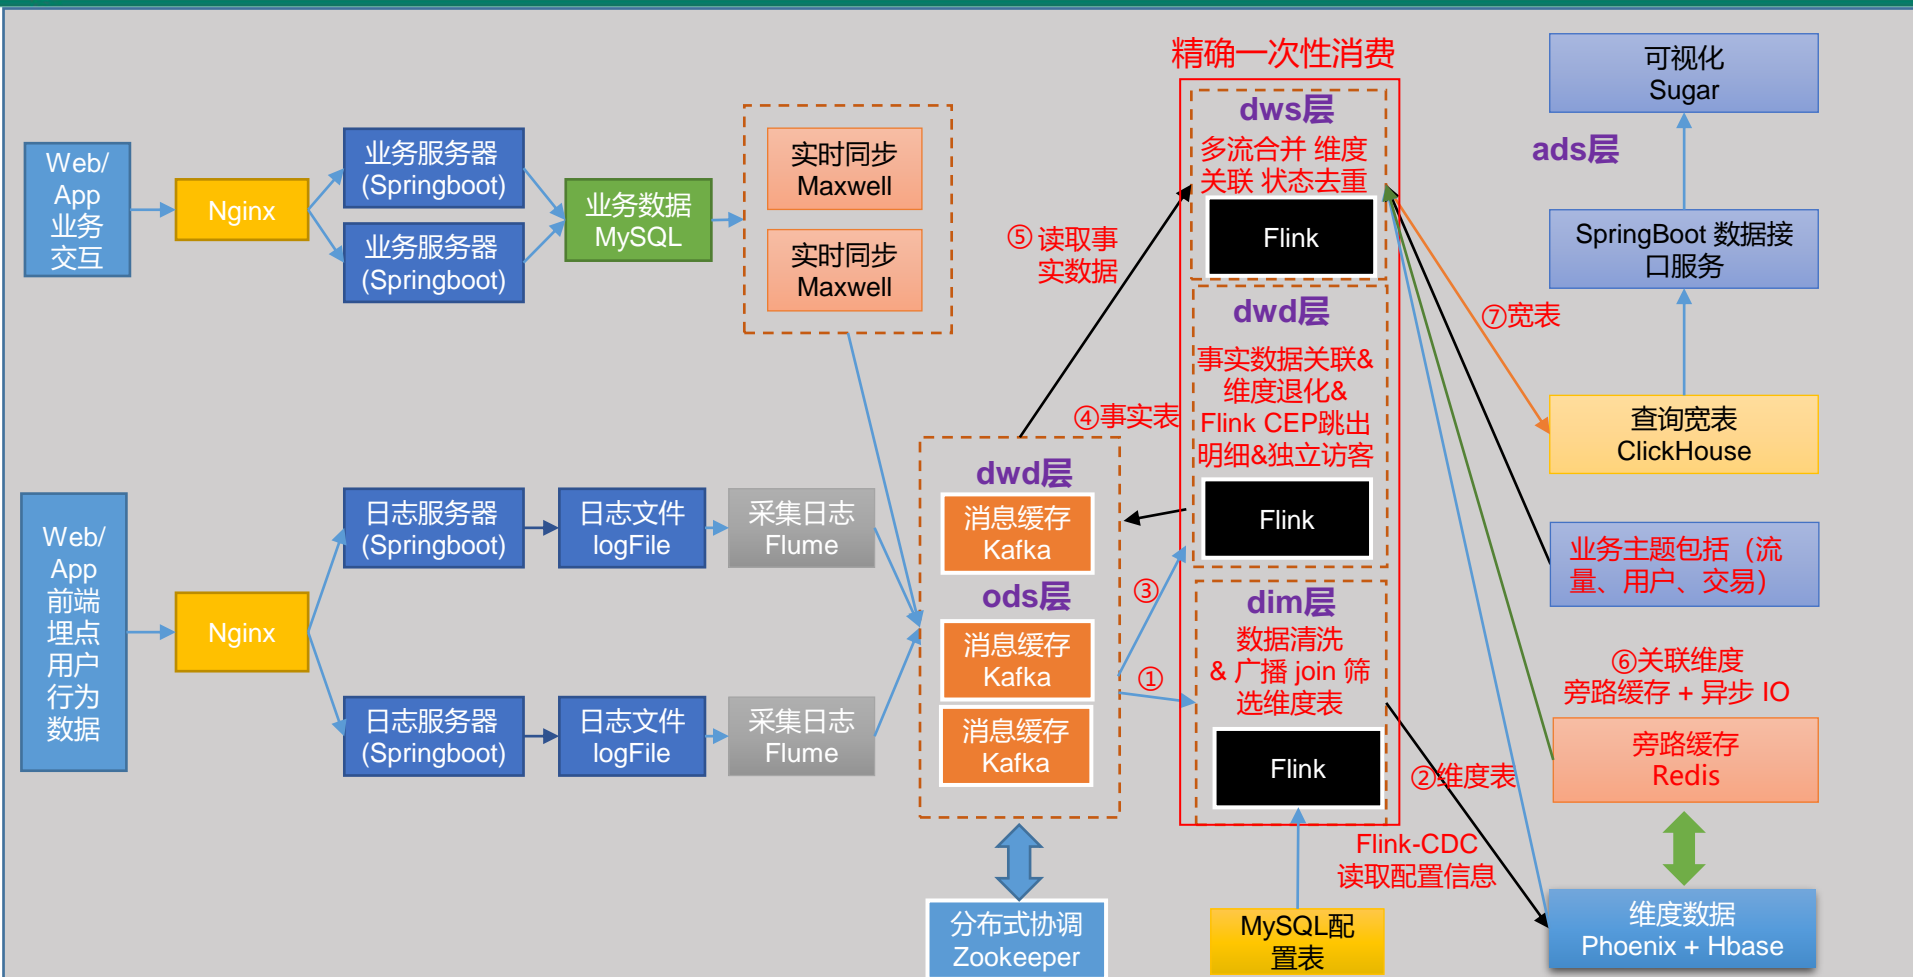 Web/
App
业务
交互
Nginx
业务服务器
(Springboot)
业务服务器
(Springboot)
业务数据
MySQL
实时同步
Maxwell
实时同步
Maxwell
Web/
App
前端
埋点
用户
行为
数据
Nginx
日志服务器
(Springboot)
日志文件
logFile
采集日志
Flume
日志服务器
(Springboot)
日志文件
logFile
采集日志
Flume
dwd层
消息缓存
Kafka
ods层
消息缓存
Kafka
消息缓存
Kafka
分布式协调
Zookeeper
⑤读取事
实数据
④事实表
③
①
精确一次性消费
dws层
多流合并 维度
关联 状态去重
Flink
dwd层
事实数据关联&
维度退化&
Flink CEP跳出
明细&独立访客
Flink
dim层
数据清洗
& 广播 join 筛
选维度表
Flink
②维度表
Flink-CDC
读取配置信息
MySQL配
置表
可视化
Sugar
ads层
SpringBoot 数据接
口服务
⑦宽表
查询宽表
ClickHouse
业务主题包括（流
量、用户、交易）
⑥关联维度
旁路缓存 + 异步 IO
旁路缓存
Redis
维度数据
Phoenix + Hbase